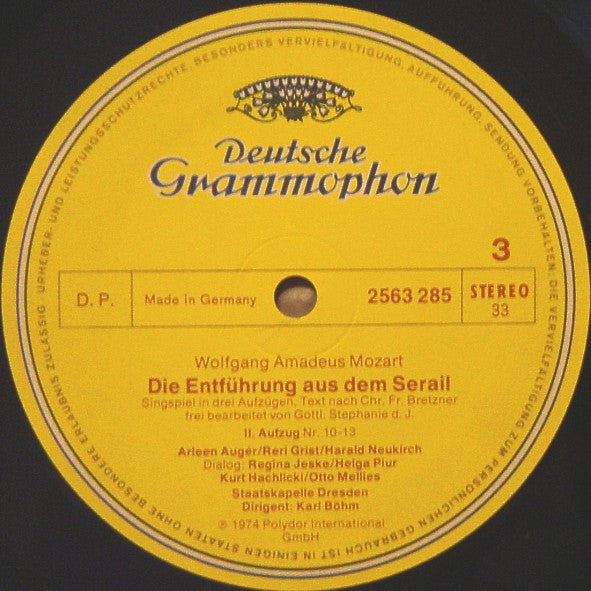 URHEBER- UND LEISTUNGSSCHUTZRECHTE, BESONDERS VERVIELFÄLTIGUNG, AUFFÜHRUNG, SENDUNG VORBEHALTEN. DIE VERVIELFÄLTIGUNG ZUM PERSÖNLICHEN GEBRAUCH IST IN EINIGEN STAATEN OHNE BESONDERE ERLAUBNIS ZULÄSSIG ·
Deutsche
Grammophon
3
D. P.
Made in Germany
2563 285
STEREO
33
Wolfgang Amadeus Mozart
Die Entführung aus dem Serail
Singspiel in drei Aufzügen, Text nach Chr. Fr. Bretzner
frei bearbeitet von Gottl. Stephanie d. J.
II. Aufzug Nr. 10-13
Arleen Augér/Reri Grist/Harald Neukirch
Dialog: Regina Jeske/Helga Piur
Kurt Hachlicki/Otto Mellies
Staatskapelle Dresden
Dirigent: Karl Böhm
℗ 1974 Polydor International
GmbH